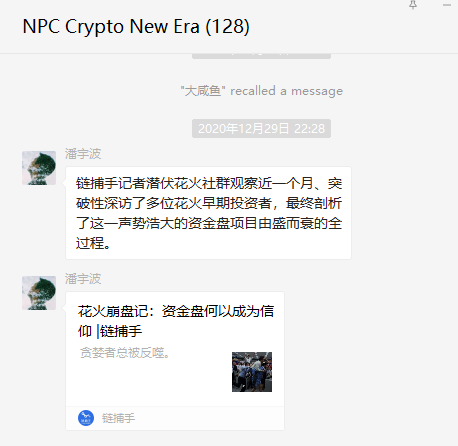 NPC Crypto New Era (128)
"大咸鱼" recalled a message
2020年12月29日 22:28
潘宇波
链捕手记者潜伏花火社群观察近一个月、突
破性深访了多位花火早期投资者，最终剖析
了这一声势浩大的资金盘项目由盛而衰的全
过程。
潘宇波
花火崩盘记：资金盘何以成为信
仰 |链捕手
贪婪者总被反噬。
链捕手